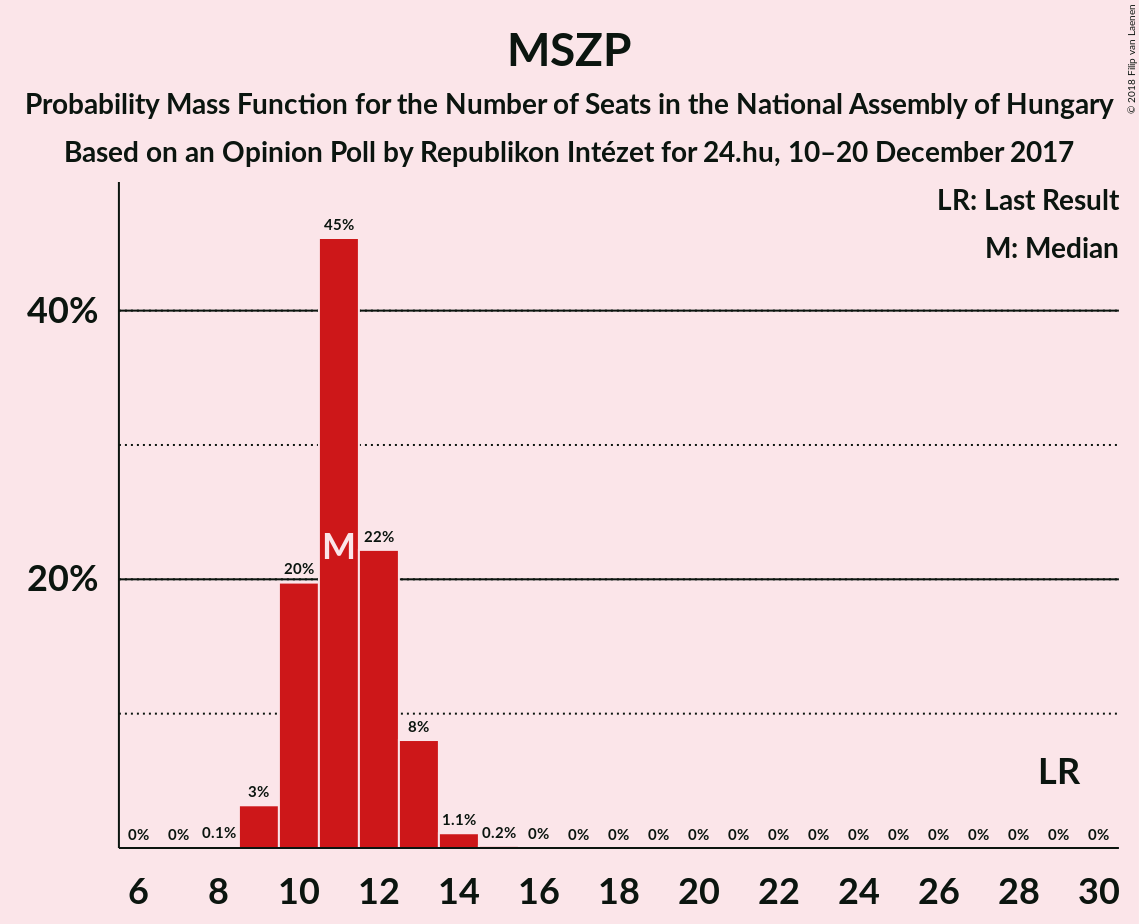 MSZP
Probability Mass Function for the Number of Seats in the National Assembly of Hungary
Based on an Opinion Poll by Republikon Intézet for 24.hu, 10–20 December 2017
© 2018 Filip van Laenen
LR: Last Result
M: Median
40%
20%
0% 0% 0.1% 3% 20% 45% 22% 8% 1.1% 0.2% 0% 0% 0% 0% 0% 0% 0% 0% 0% 0% 0% 0% 0% 0% 0%
M
LR
6 8 10 12 14 16 18 20 22 24 26 28 30